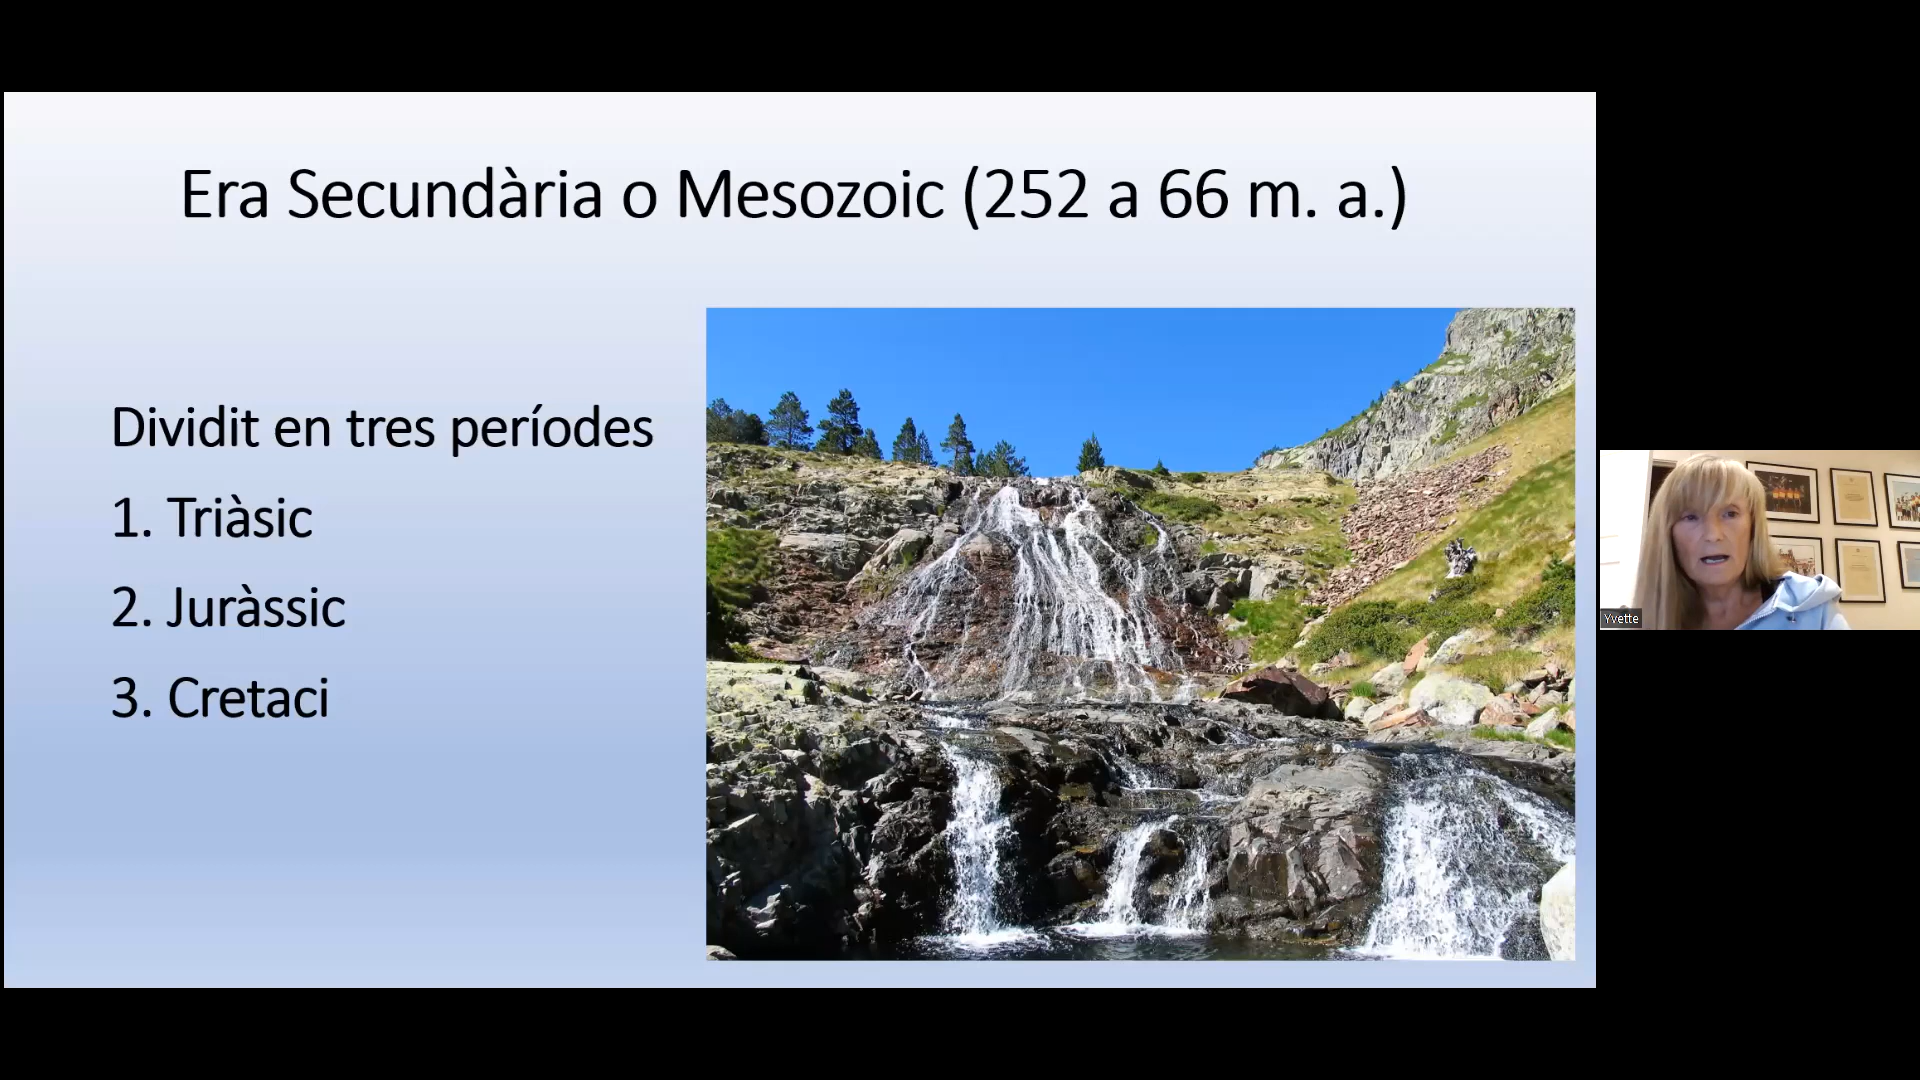 Era Secundària o Mesozoic (252 a 66 m. a.)
Dividit en tres períodes
1. Triàsic
2. Juràssic
3. Cretaci
Yvette